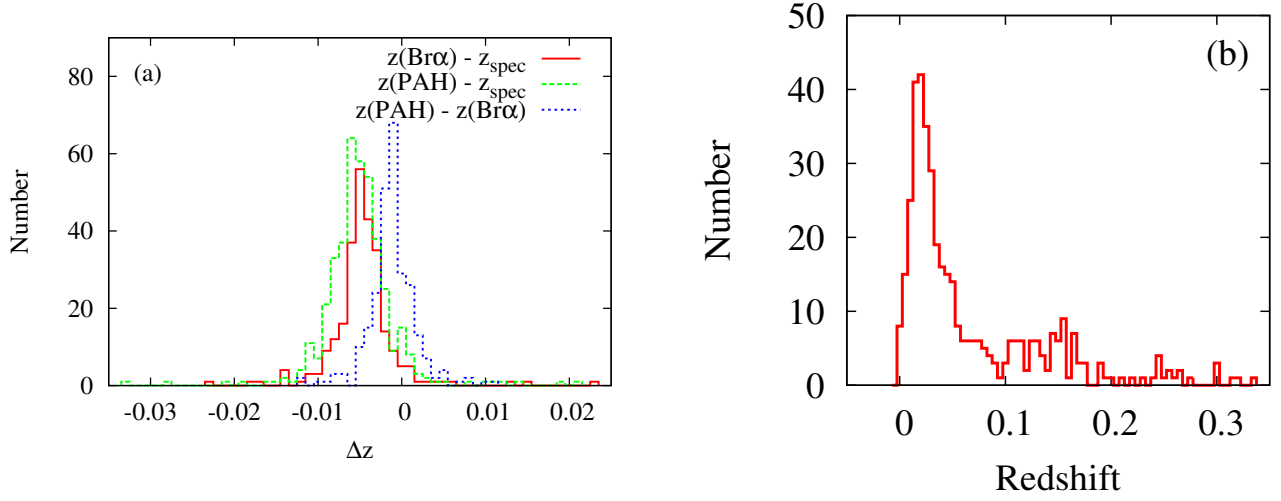 (a)
z(Brα) - z_spec
z(PAH) - z_spec
z(PAH) - z(Brα)
80
60
40
20
0
Number
-0.03 -0.02 -0.01 0 0.01 0.02
Δz
(b)
50
40
30
20
10
0
Number
0 0.1 0.2 0.3
Redshift